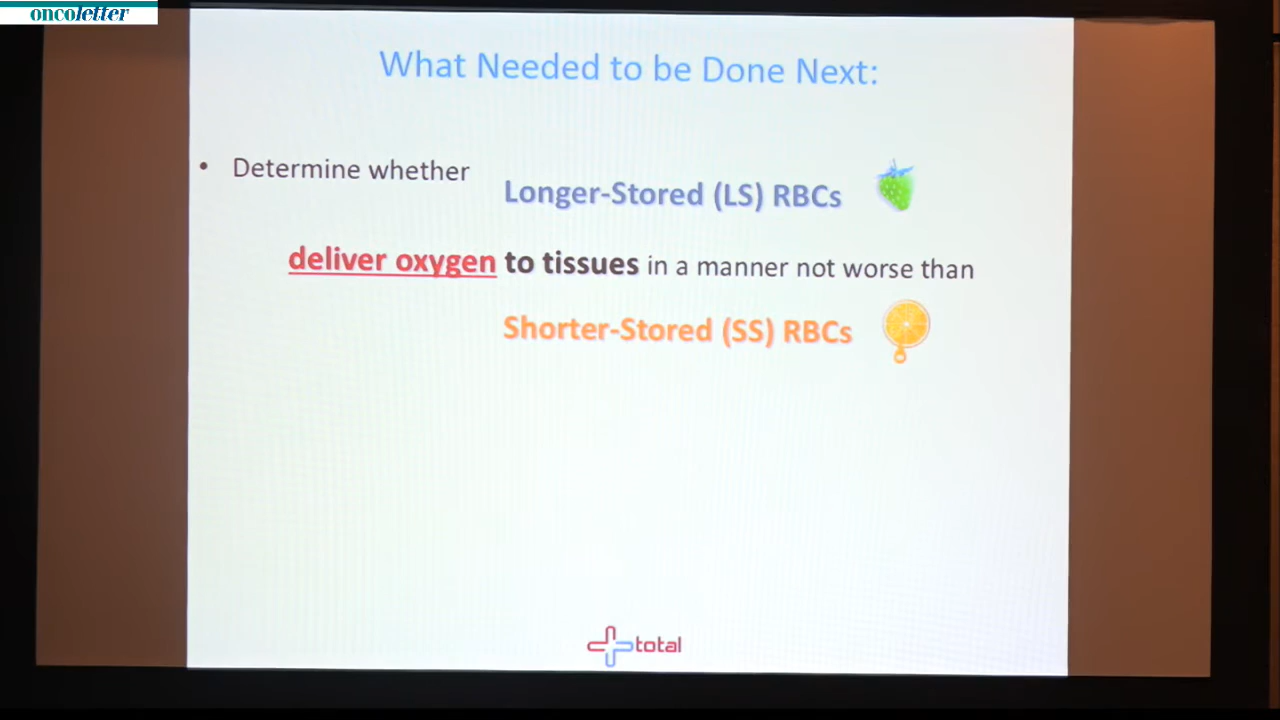 oncoletter
What Needed to be Done Next:
• Determine whether
Longer-Stored (LS) RBCs
deliver oxygen to tissues in a manner not worse than
Shorter-Stored (SS) RBCs
total